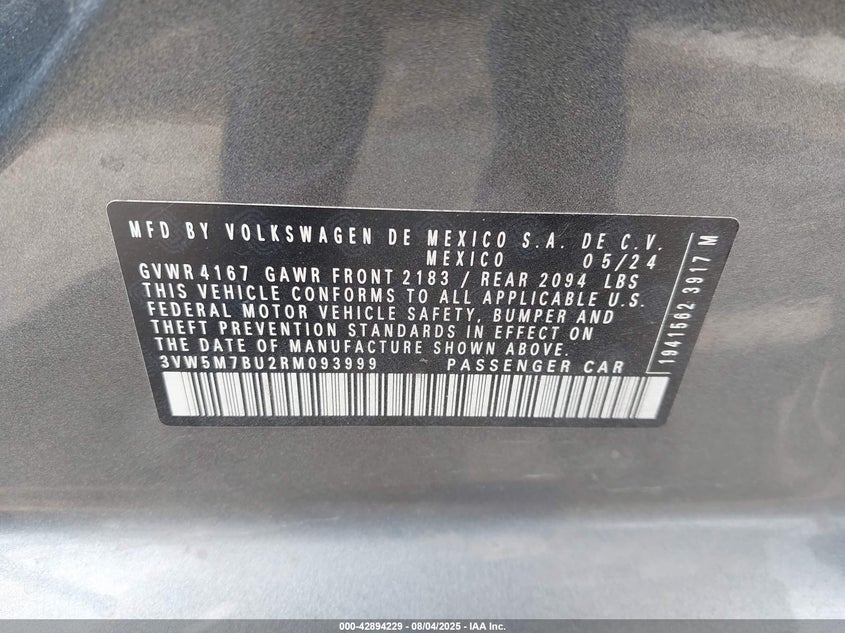 MFD BY VOLKSWAGEN DE MEXICO S.A. DE C.V.
MEXICO 05/24
GVWR 4167 GAWR FRONT 2183 / REAR 2094 LBS
THIS VEHICLE CONFORMS TO ALL APPLICABLE U.S.
FEDERAL MOTOR VEHICLE SAFETY, BUMPER AND
THEFT PREVENTION STANDARDS IN EFFECT ON
THE DATE OF MANUFACTURE SHOWN ABOVE.
3VW5M7BU2RM093999 PASSENGER CAR
1941662 3917 M
000-42894229 - 08/04/2025 - IAA Inc.